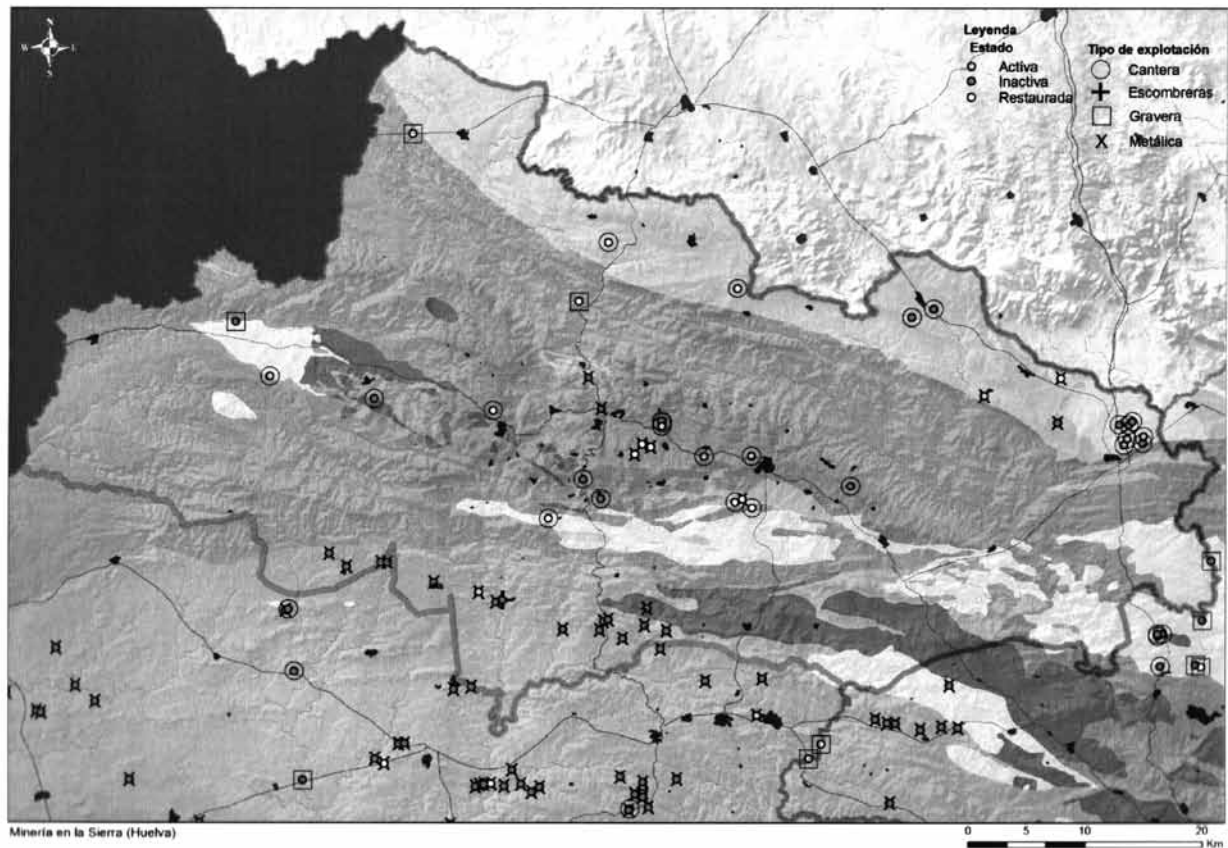 N
W
L
S
Leyenda
Estado
Activa
Inactiva
Restaurada
Tipo de explotación
Cantera
Escombreras
Gravera
Metálica
Minería en la Sierra (Huelva)
0 5 10 20
Km